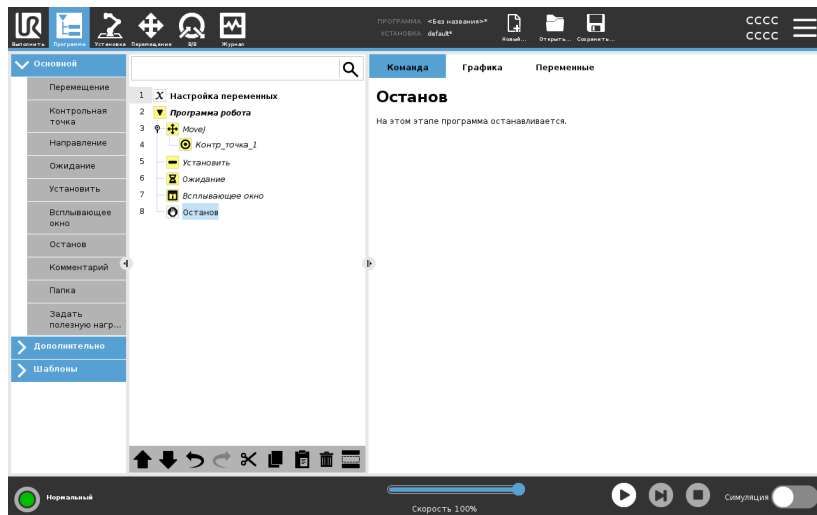 UR
ПРОГРАММА <Без названия>*
УСТАНОВКА default*
CCCC
CCCC
Выполнить Программа Установка Перемещение В/В Журнал
Новый... Открыть... Сохранить...
Основной
Перемещение
Контрольная
точка
Направление
Ожидание
Установить
Всплывающее
окно
Останов
Комментарий
Папка
Задать
полезную нагр...
Дополнительно
Шаблоны
1 X Настройка переменных
2 Программа робота
3 MoveJ
4 Контр_точка_1
5 Установить
6 Ожидание
7 Всплывающее окно
8 Останов
Команда Графика Переменные
Останов
На этом этапе программа останавливается.
Нормальный
Скорость 100%
Симуляция